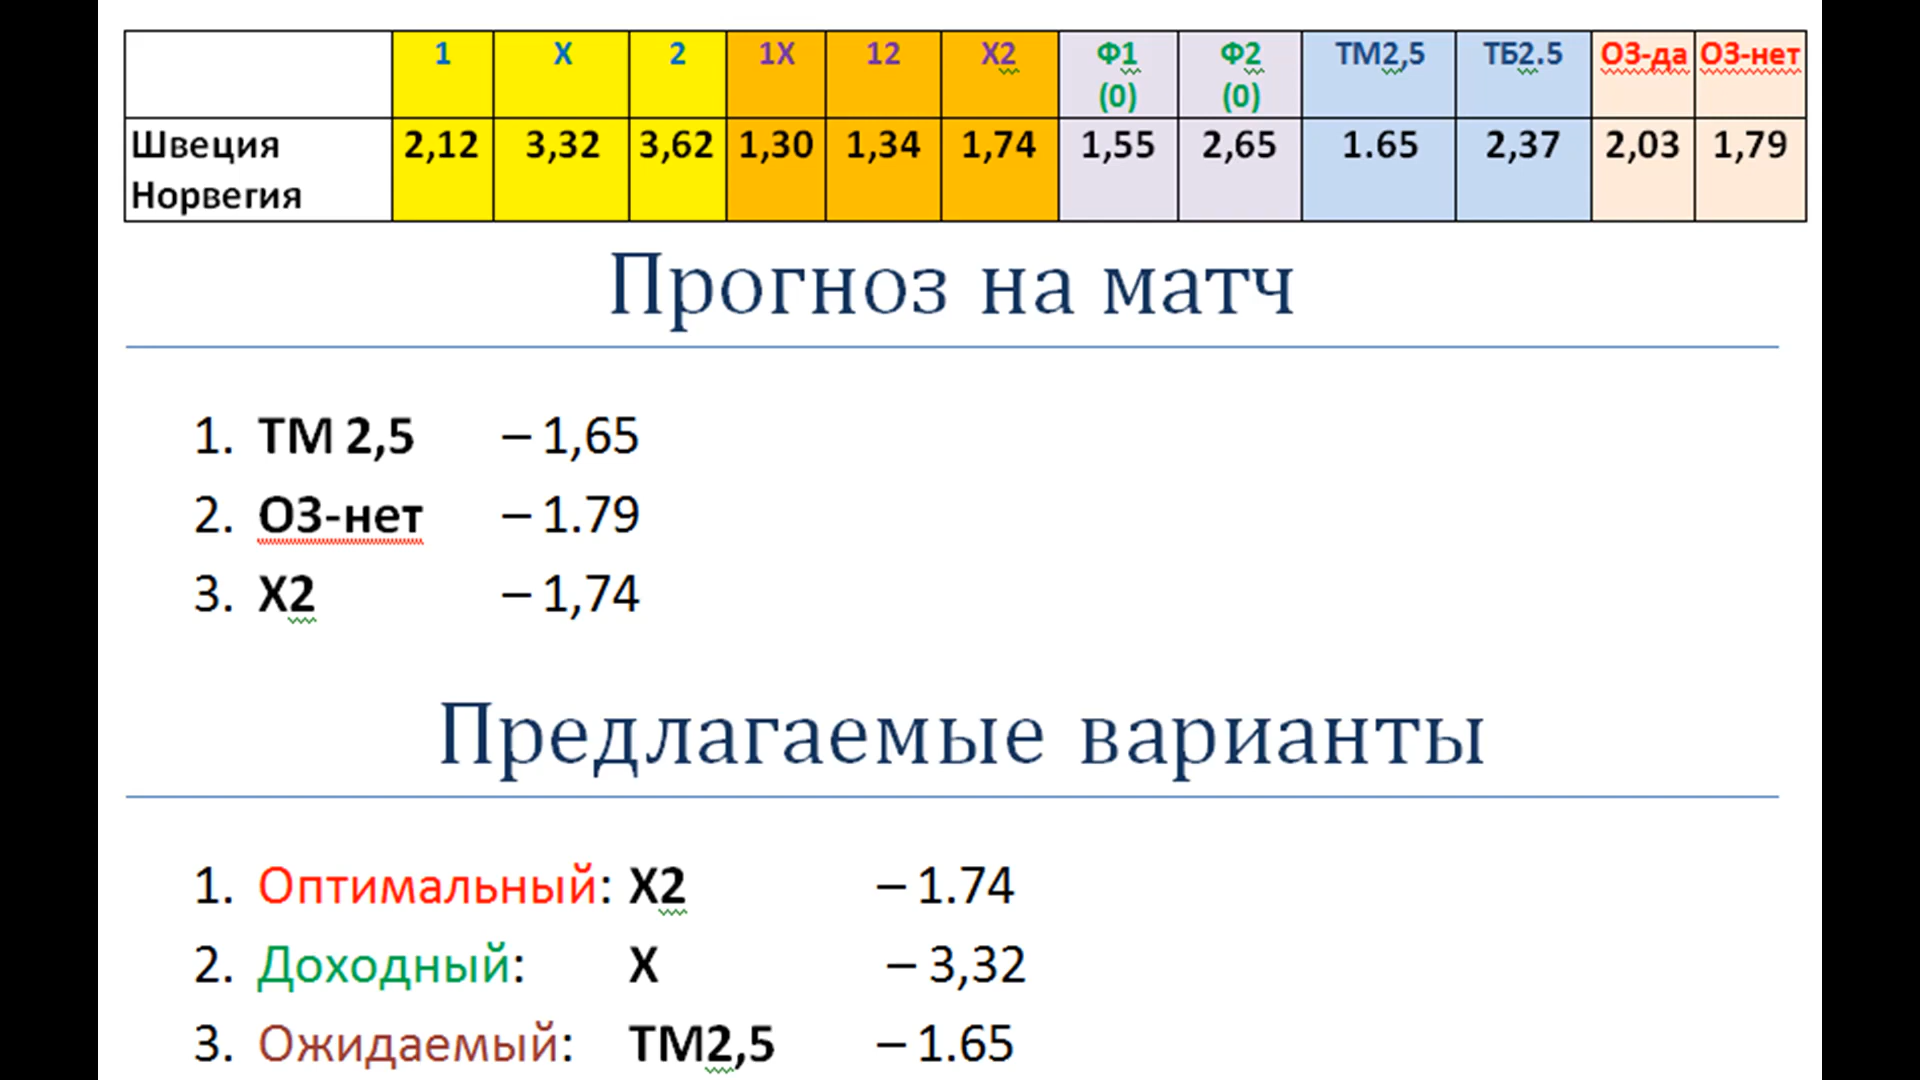 1 X 2 1X 12 X2 Ф1 (0) Ф2 (0) ТМ2,5 ТБ2.5 ОЗ-да ОЗ-нет
Швеция Норвегия 2,12 3,32 3,62 1,30 1,34 1,74 1,55 2,65 1.65 2,37 2,03 1,79
Прогноз на матч
1. ТМ 2,5 – 1,65
2. ОЗ-нет – 1.79
3. Х2 – 1,74
Предлагаемые варианты
1. Оптимальный: Х2 – 1.74
2. Доходный: Х – 3,32
3. Ожидаемый: ТМ2,5 – 1.65